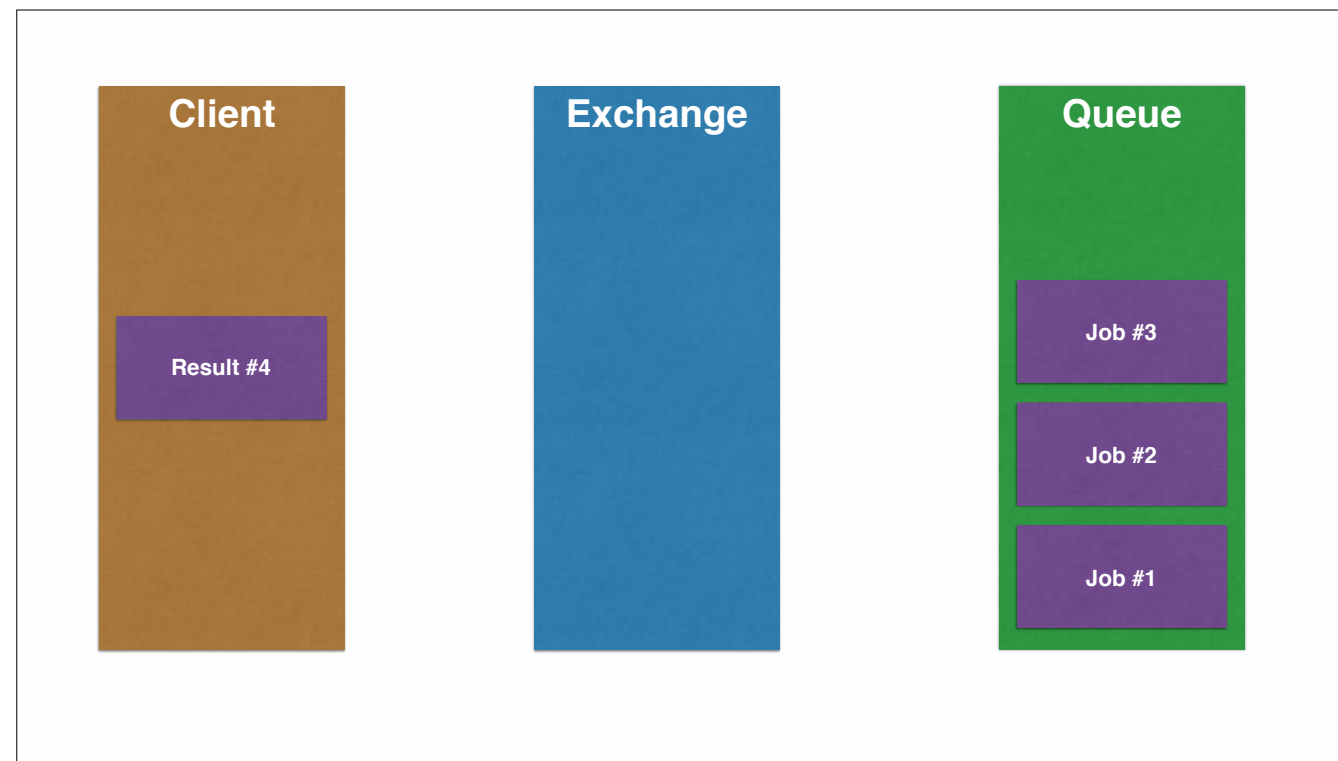 Client
Exchange
Queue
Result #4
Job #3
Job #2
Job #1